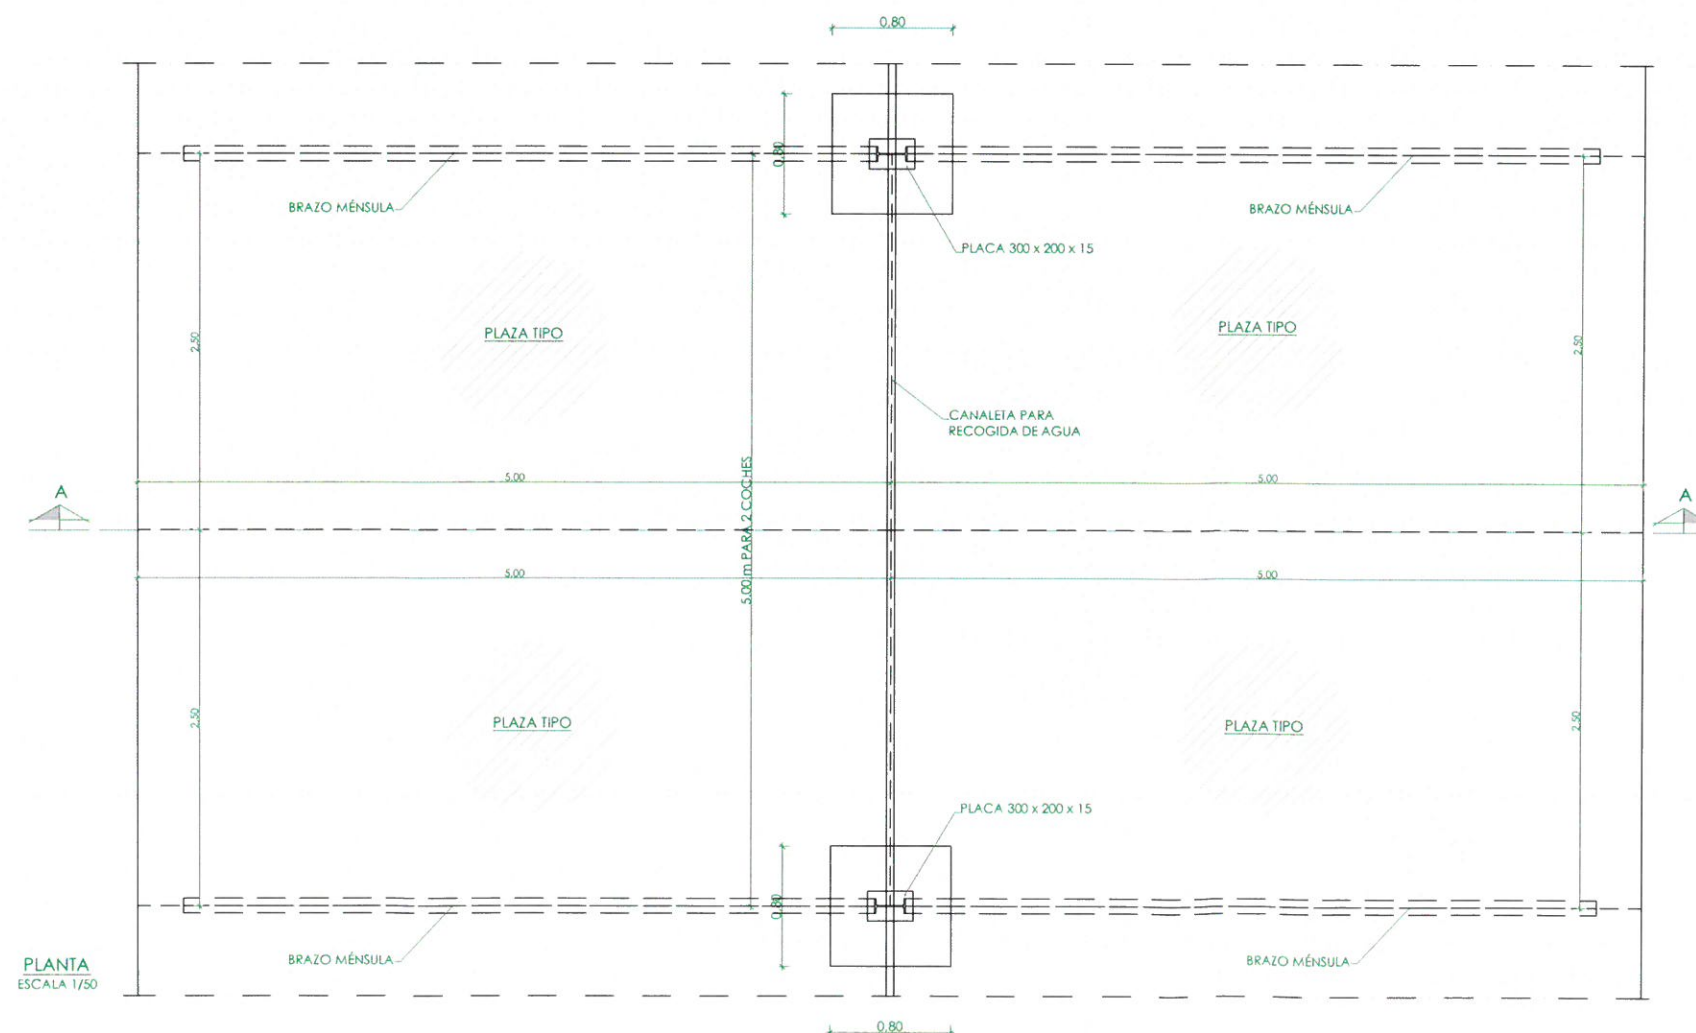 0,80
0,80
BRAZO MÉNSULA
BRAZO MÉNSULA
PLACA 300 x 200 x 15
2,50
PLAZA TIPO
PLAZA TIPO
2,50
CANALETA PARA
RECOGIDA DE AGUA
5.00
5.00
A
A
5.00 m PARA 2 COCHES
5.00
5.00
2,50
PLAZA TIPO
PLAZA TIPO
2,50
PLACA 300 x 200 x 15
0,80
BRAZO MÉNSULA
BRAZO MÉNSULA
PLANTA
ESCALA 1/50
0,80